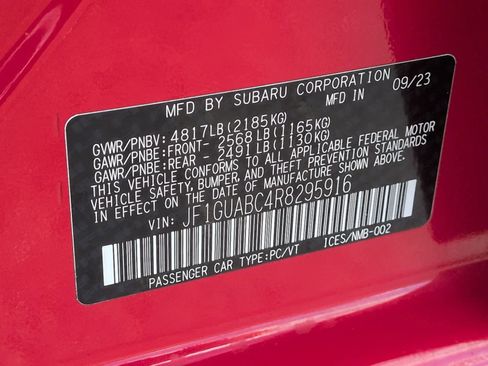 MFD BY SUBARU CORPORATION 09/23
GVWR/PNBV: 4817LB(2185KG)
GAWR/PNBE:FRONT- 2568LB(1165KG)
GAWR/PNBE:REAR - 2491LB(1130KG)
THIS VEHICLE CONFORMS TO ALL APPLICABLE FEDERAL MOTOR
VEHICLE SAFETY, BUMPER, AND THEFT PREVENTION STANDARDS
IN EFFECT ON THE DATE OF MANUFACTURE SHOWN ABOVE.
VIN: JF1GUABC4R8295916
PASSENGER CAR TYPE:PC/VT ICES/NMB-002